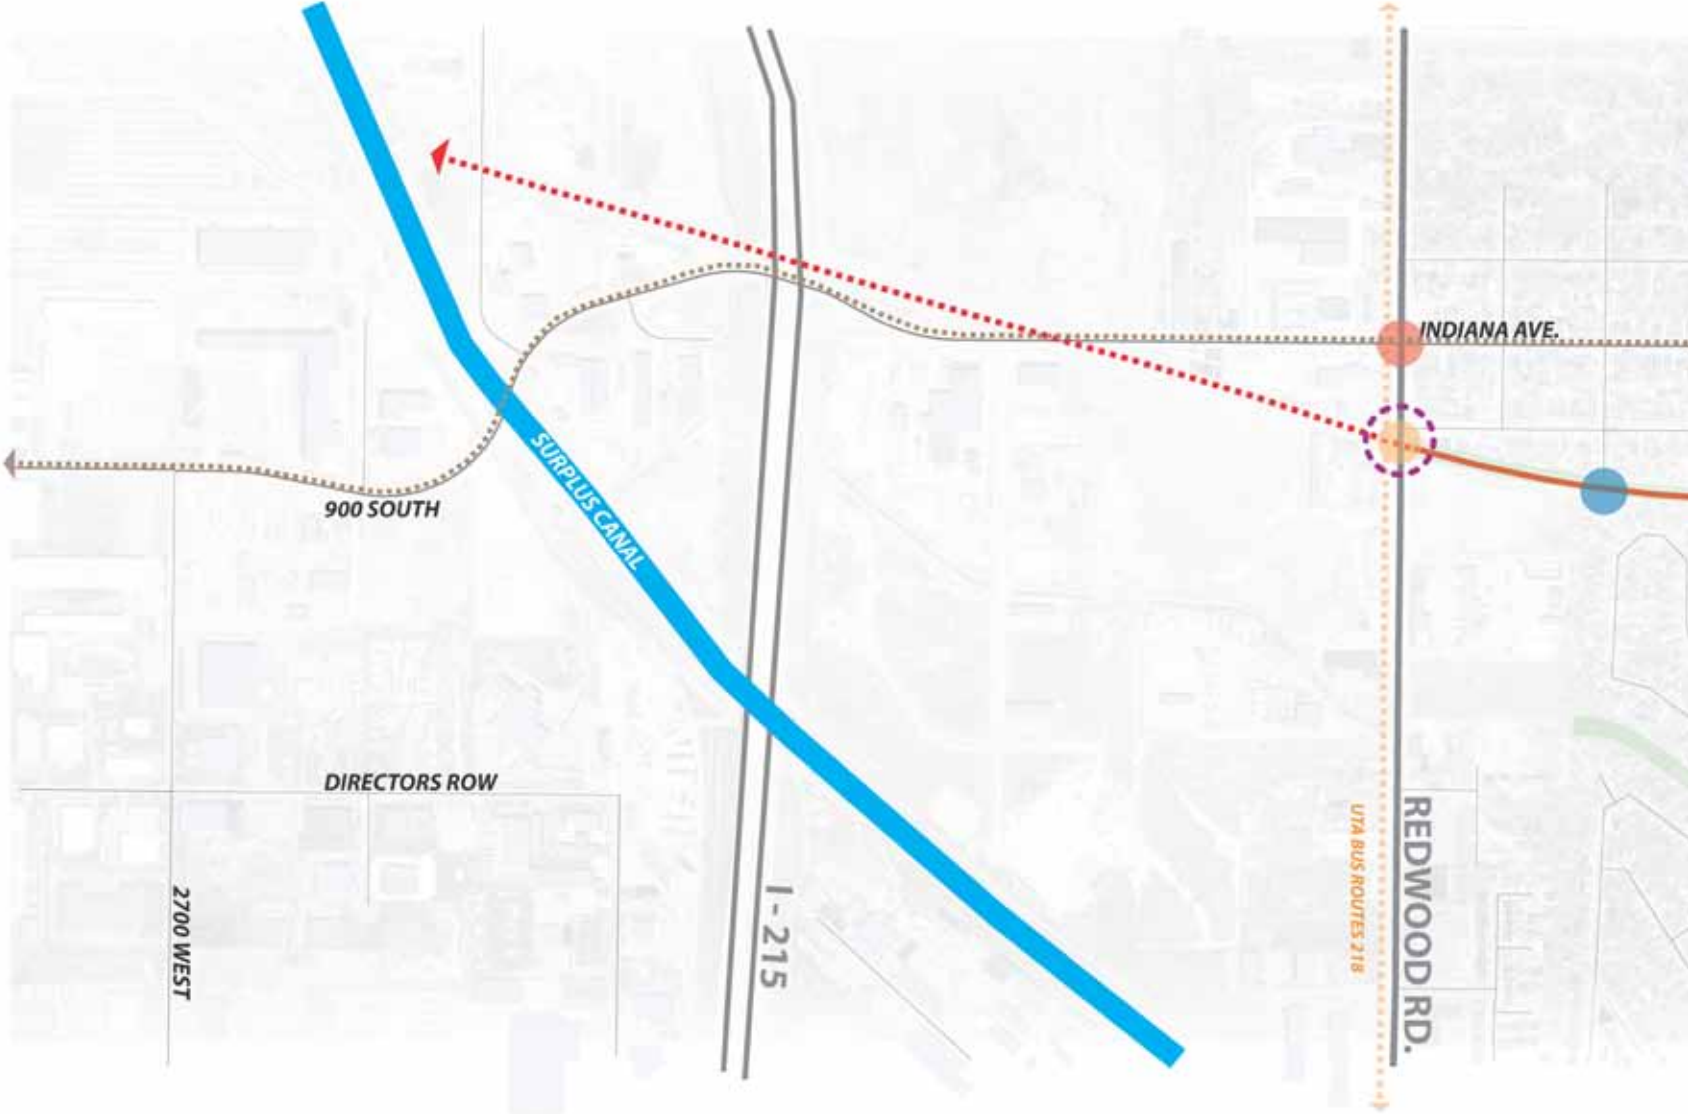 INDIANA AVE.
SURPLUS CANAL
900 SOUTH
DIRECTORS ROW
2700 WEST
I-215
UTA BUS ROUTES 218
REDWOOD RD.